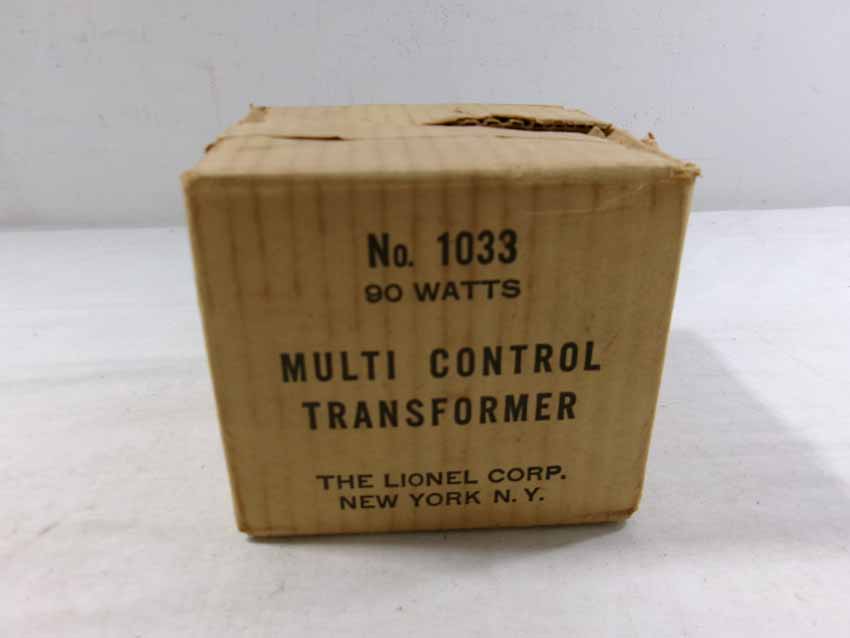 No. 1033
90 WATTS
MULTI CONTROL
TRANSFORMER
THE LIONEL CORP.
NEW YORK N.Y.